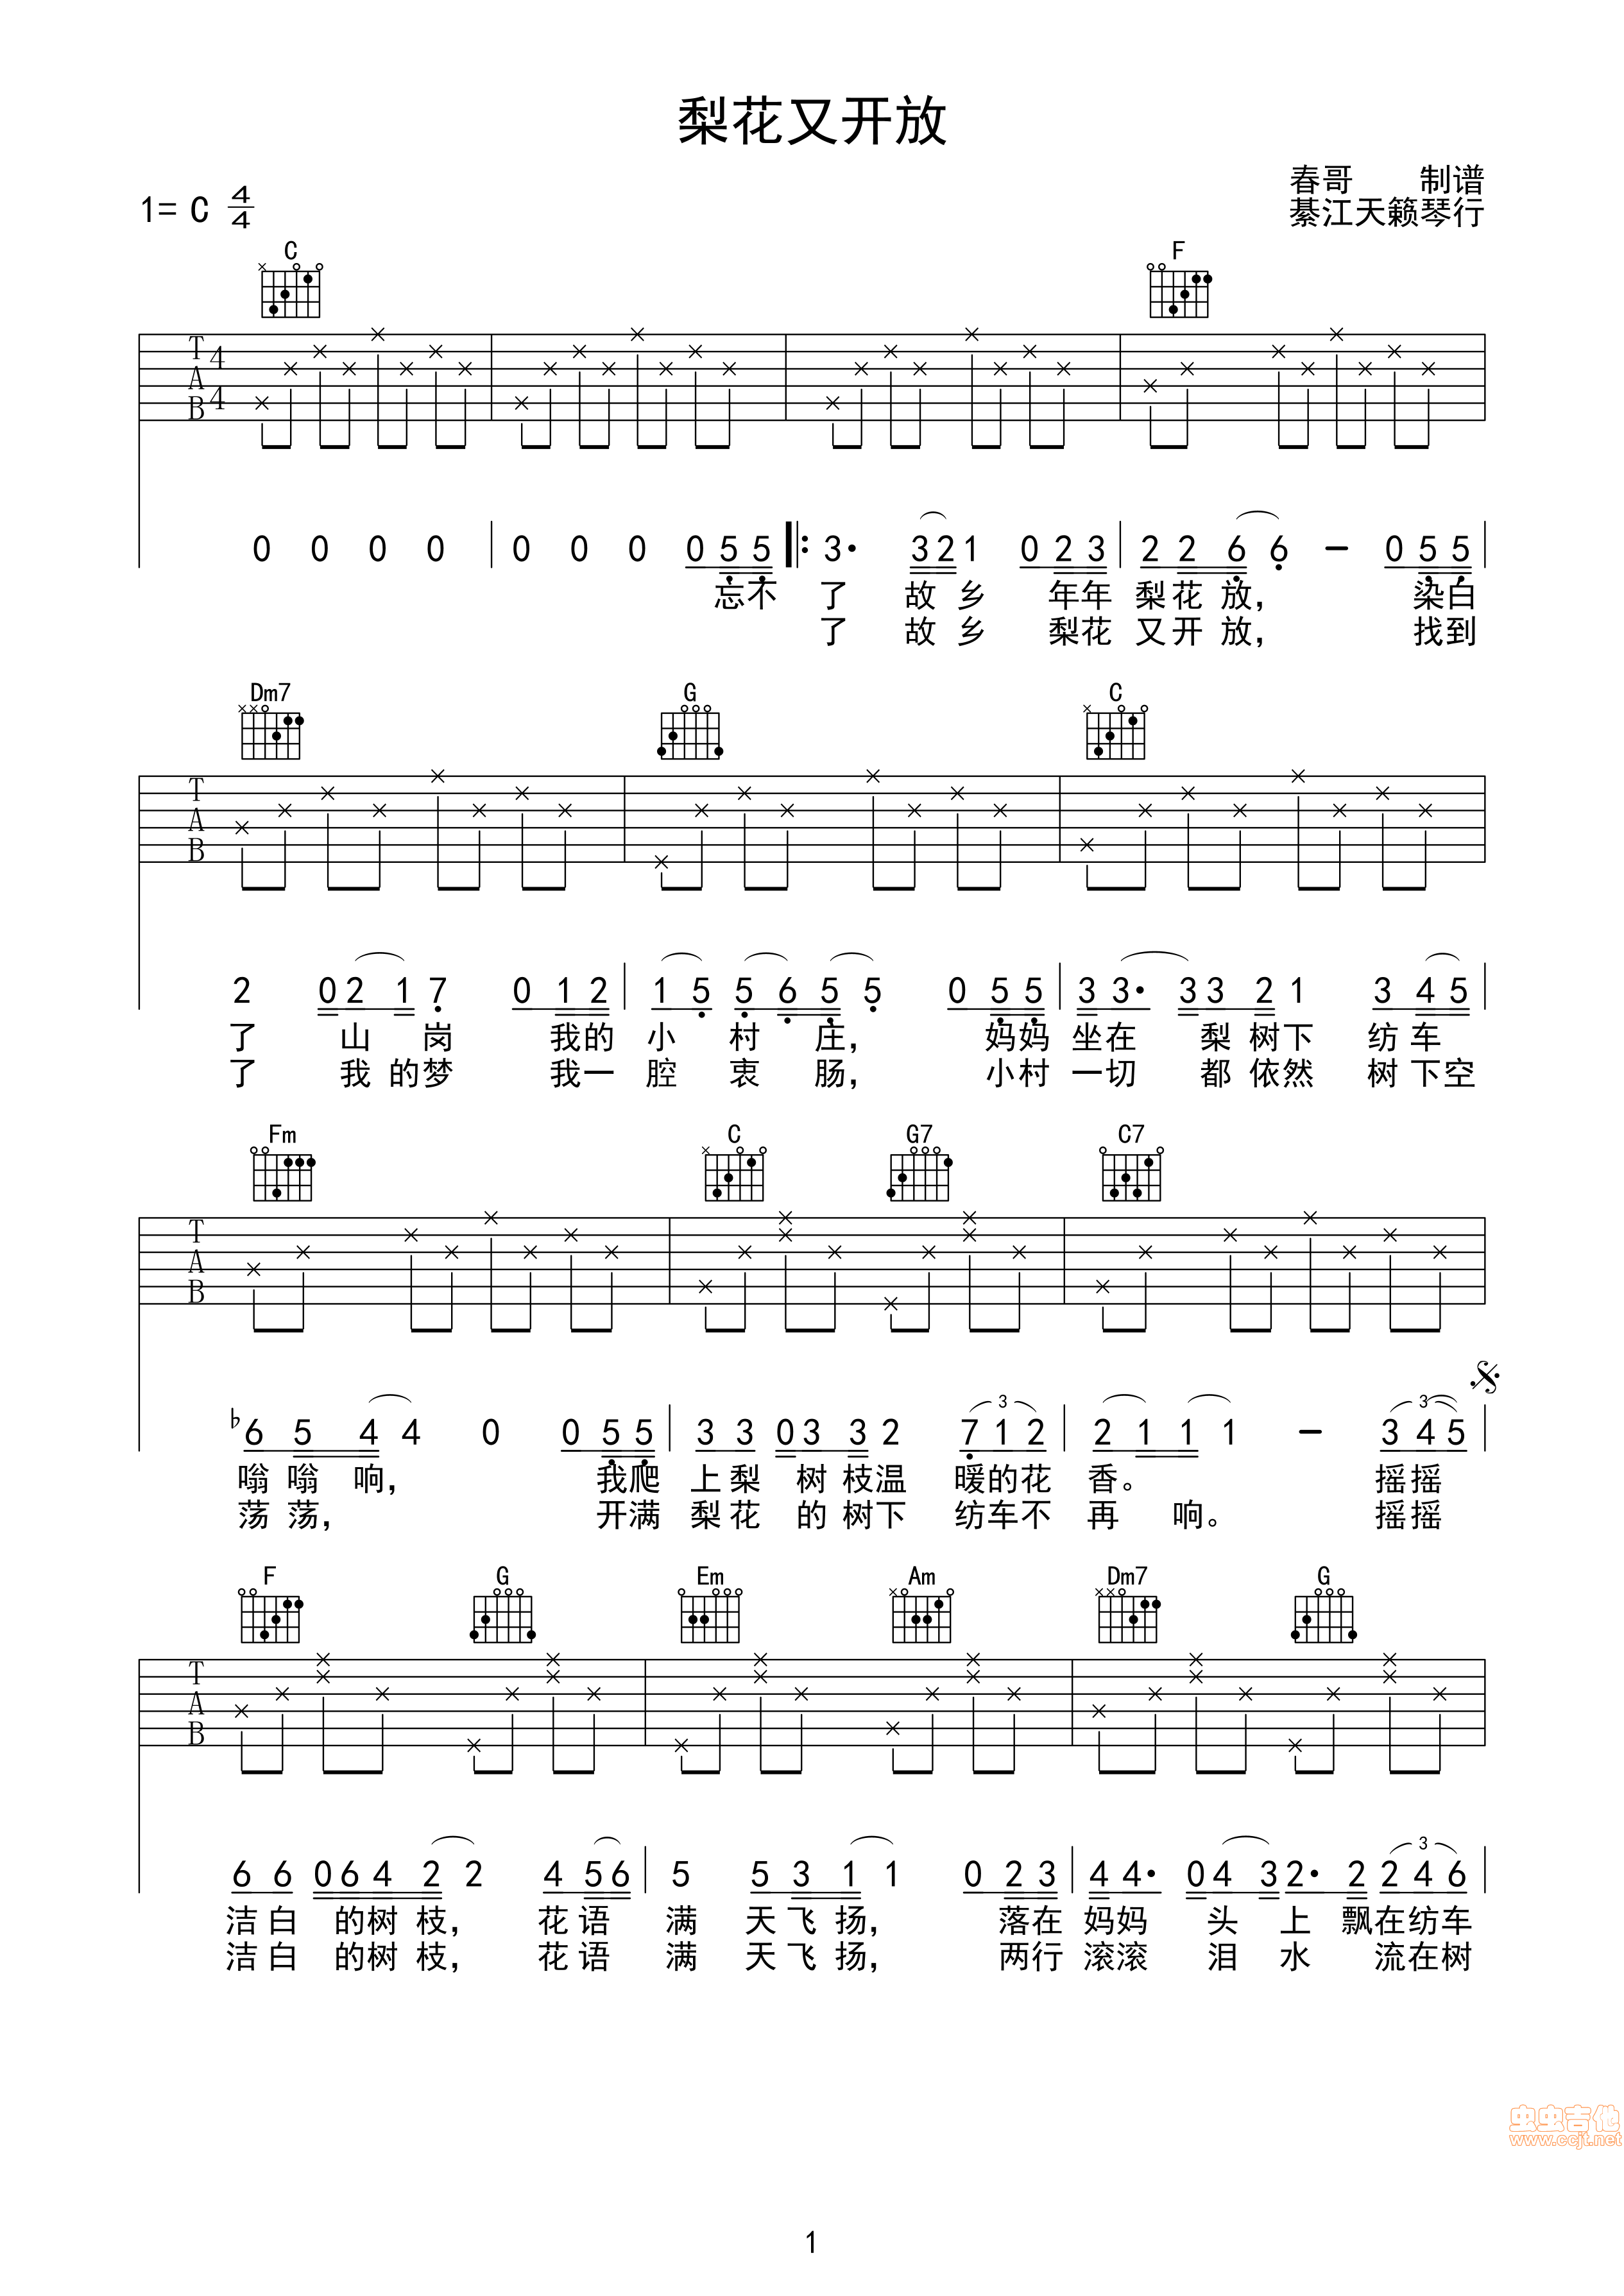 梨花又开放
春哥 制谱
1= C 4/4
綦江天籁琴行
C F
T A B 4/4
0 0 0 0 0 0 0 0 5 5 3· 3 2 1 0 2 3 2 2 6 6 – 0 5 5
忘不 了 故 乡 年年 梨花 放， 染白
了 故 乡 梨花 又开 放， 找到
Dm7 G C
T A B
2 0 2 1 7 0 1 2 1 5 5 6 5 5 0 5 5 3 3· 3 3 2 1 3 4 5
了 山 岗 我的 小 村 庄， 妈妈 坐在 梨 树下 纺 车
了 我 的梦 我一 腔 衷 肠， 小村 一切 都 依然 树 下空
Fm C G7 C7
T A B
♭6 5 4 4 0 0 5 5 3 3 0 3 3 2 3 7 1 2 2 1 1 1 – 3 3 4 5
嗡 嗡 响， 我爬 上梨 树 枝温 暖的花 香。 摇摇
荡 荡， 开满 梨花 的 树下 纺车不 再 响。 摇摇
F G Em Am Dm7 G
T A B
6 6 0 6 4 2 2 4 5 6 5 5 3 1 1 0 2 3 4 4· 0 4 3 2· 2 3 2 4 6
洁白 的树 枝， 花 语 满 天飞 扬， 落在 妈妈 头 上 飘在纺车
洁白 的树 枝， 花 语 满 天飞 扬， 两行 滚滚 泪 水 流在树
虫虫吉他
www.ccjt.net
1